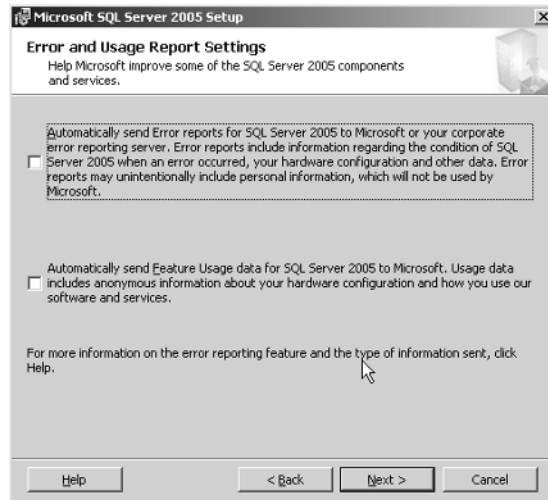 Microsoft SQL Server 2005 Setup
Error and Usage Report Settings
Help Microsoft improve some of the SQL Server 2005 components
and services.
Automatically send Error reports for SQL Server 2005 to Microsoft or your corporate
error reporting server. Error reports include information regarding the condition of SQL
Server 2005 when an error occurred, your hardware configuration and other data. Error
reports may unintentionally include personal information, which will not be used by
Microsoft.
Automatically send Feature Usage data for SQL Server 2005 to Microsoft. Usage data
includes anonymous information about your hardware configuration and how you use our
software and services.
For more information on the error reporting feature and the type of information sent, click
Help.
Help
< Back
Next >
Cancel